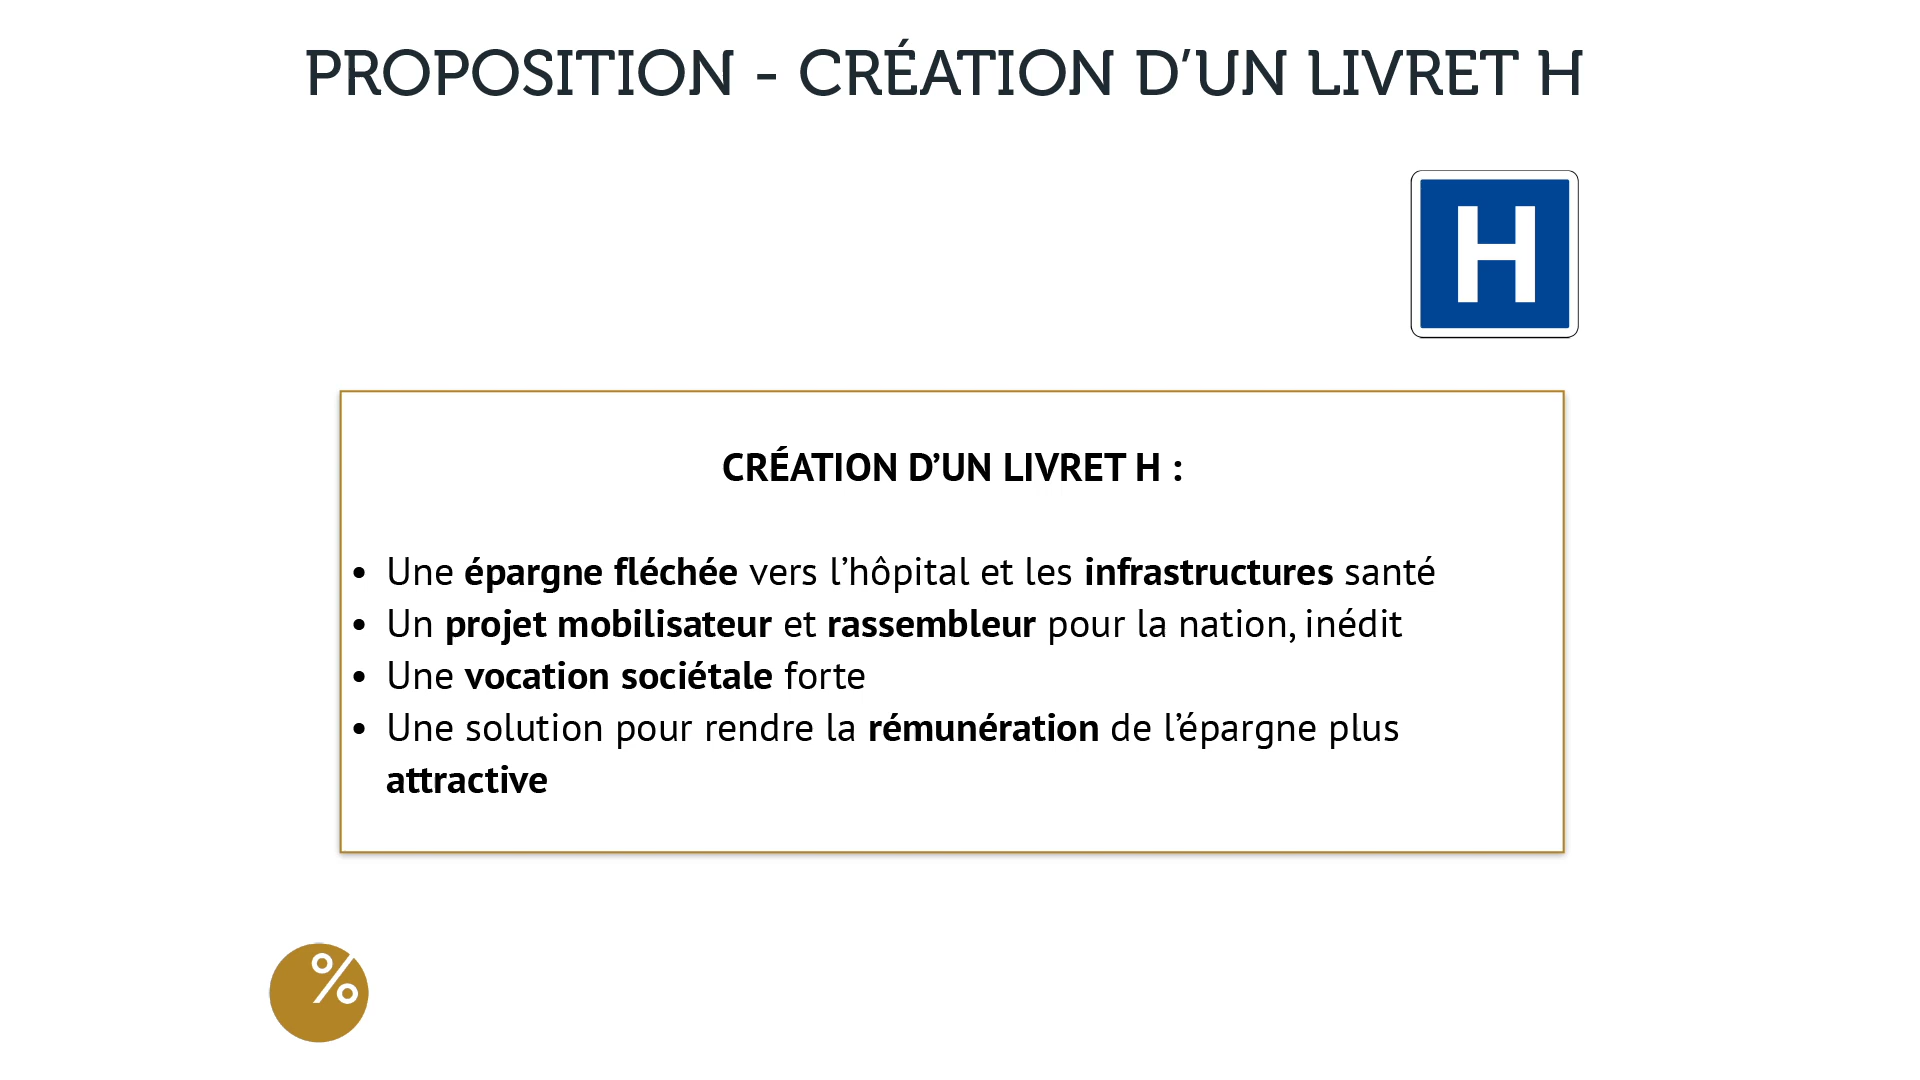 PROPOSITION - CRÉATION D’UN LIVRET H
H
CRÉATION D’UN LIVRET H :
• Une épargne fléchée vers l’hôpital et les infrastructures santé
• Un projet mobilisateur et rassembleur pour la nation, inédit
• Une vocation sociétale forte
• Une solution pour rendre la rémunération de l’épargne plus
attractive
%